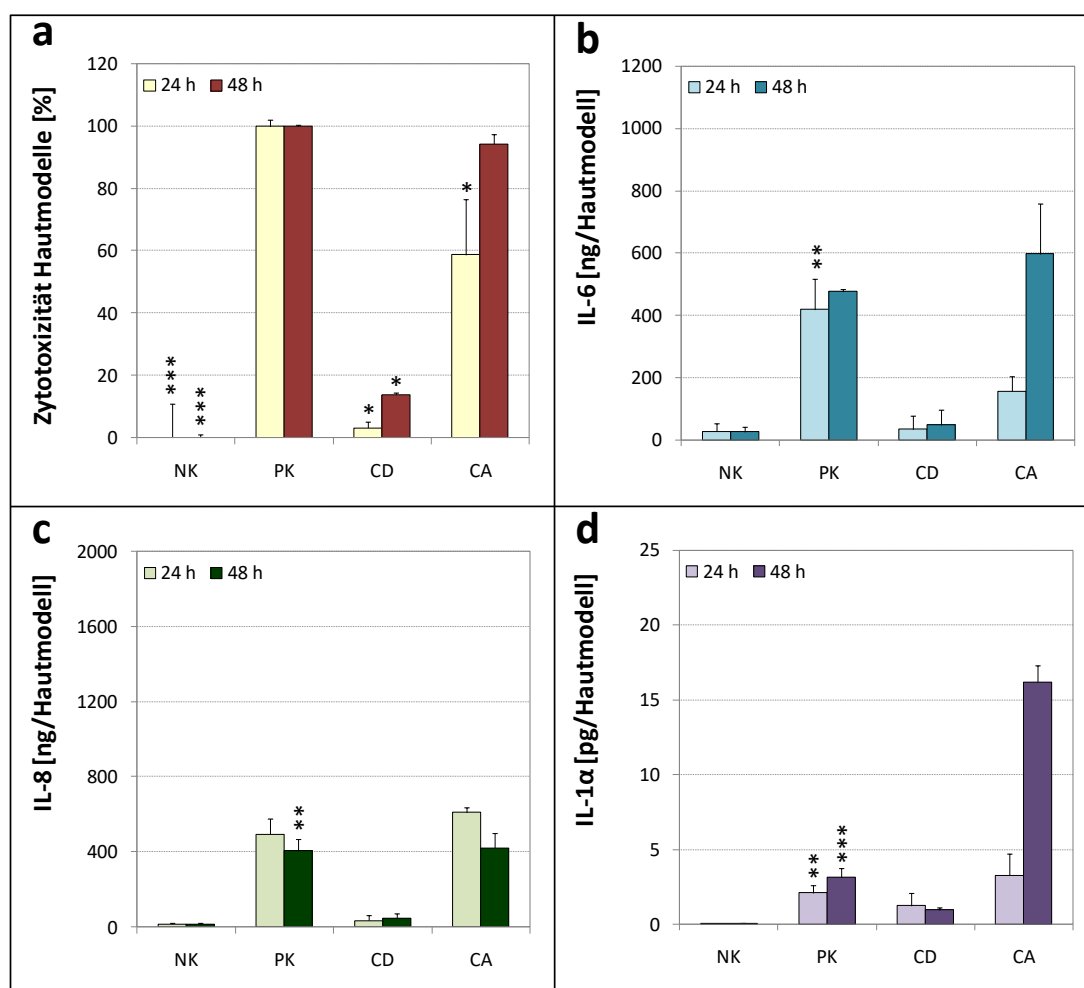 a
Zytotoxizität Hautmodelle [%]
120
100
80
60
40
20
0
24 h 48 h
***
***
*
*
*
NK PK CD CA
b
IL-6 [ng/Hautmodell]
1200
1000
800
600
400
200
0
24 h 48 h
**
NK PK CD CA
c
IL-8 [ng/Hautmodell]
2000
1600
1200
800
400
0
24 h 48 h
**
NK PK CD CA
d
IL-1α [pg/Hautmodell]
25
20
15
10
5
0
24 h 48 h
**
***
NK PK CD CA